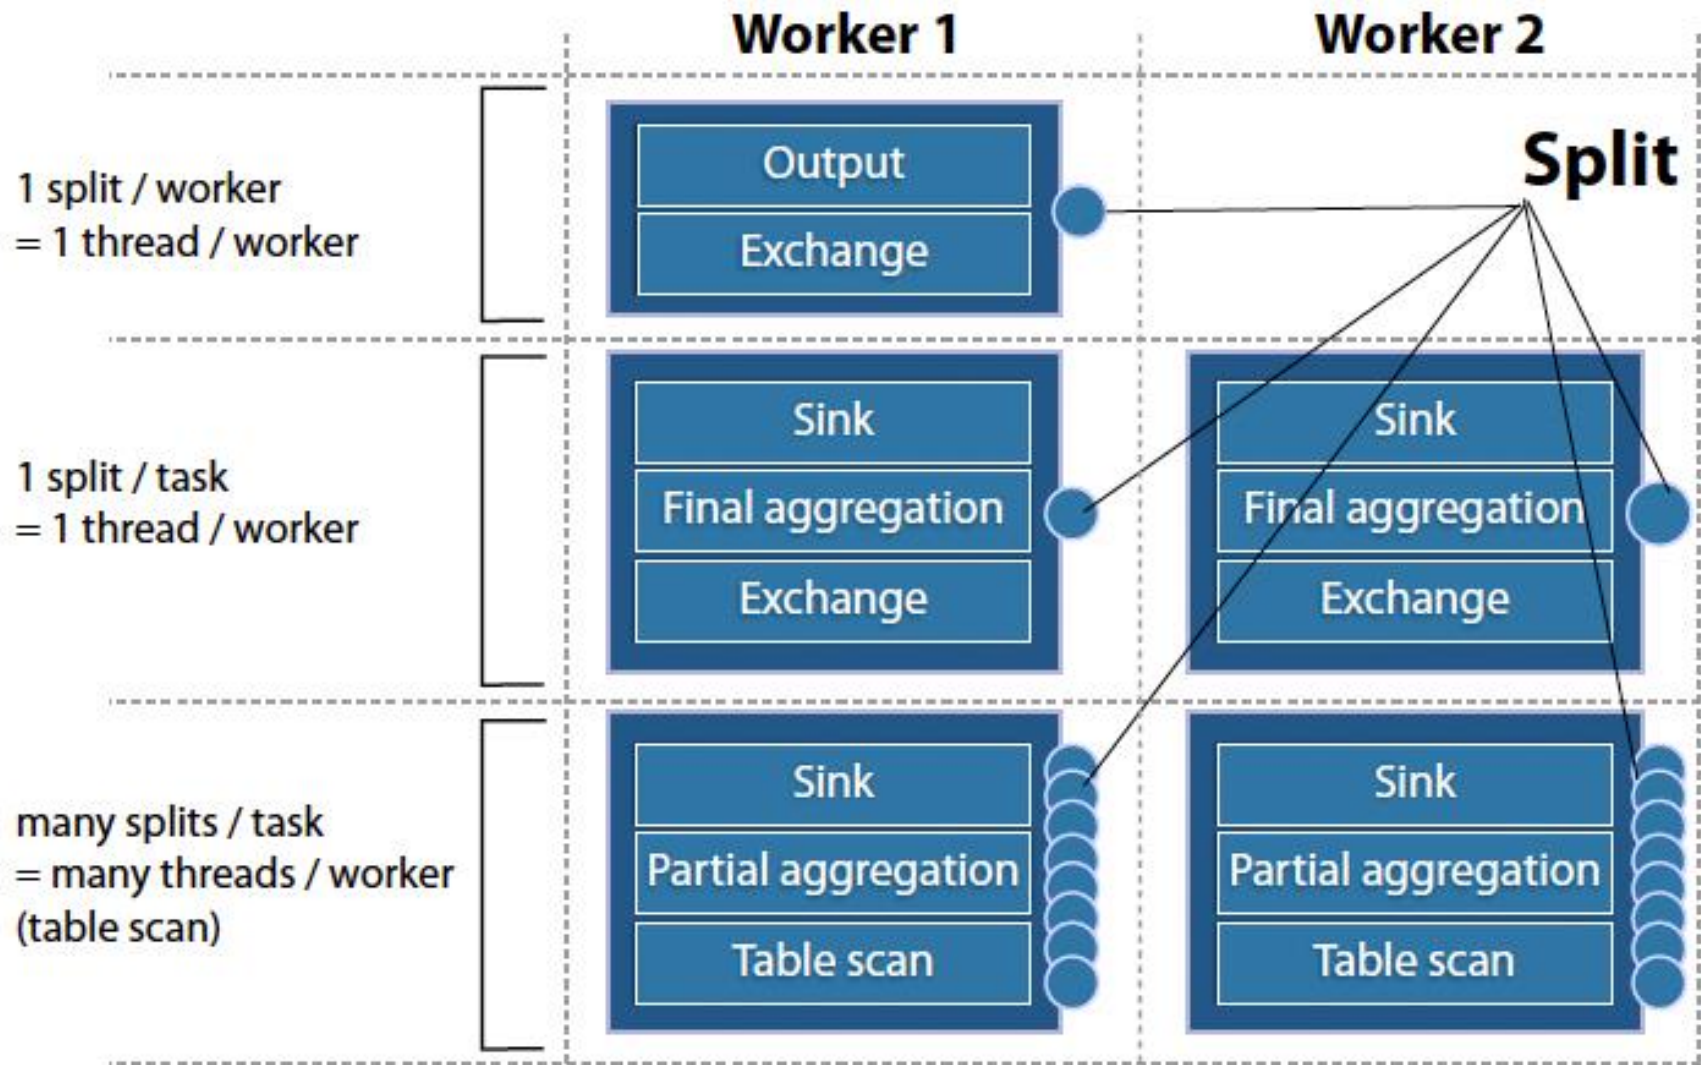 Worker 1
Worker 2
Split
1 split / worker
= 1 thread / worker
Output
Exchange
1 split / task
= 1 thread / worker
Sink
Final aggregation
Exchange
Sink
Final aggregation
Exchange
many splits / task
= many threads / worker
(table scan)
Sink
Partial aggregation
Table scan
Sink
Partial aggregation
Table scan